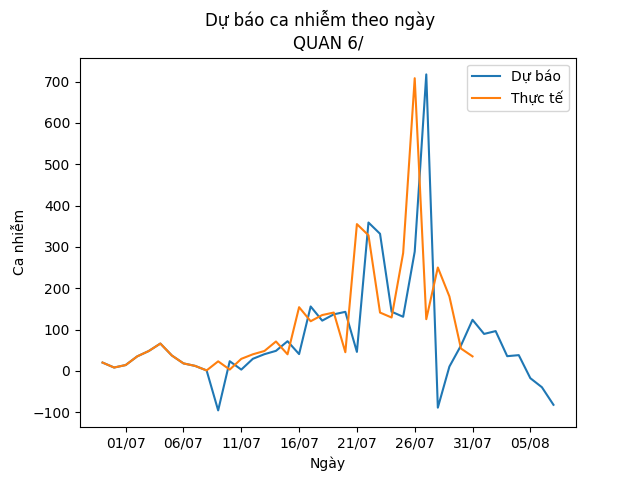 Dự báo ca nhiễm theo ngày
QUAN 6/
Dự báo
Thực tế
Ca nhiễm
700
600
500
400
300
200
100
0
−100
01/07
06/07
11/07
16/07
21/07
26/07
31/07
05/08
Ngày